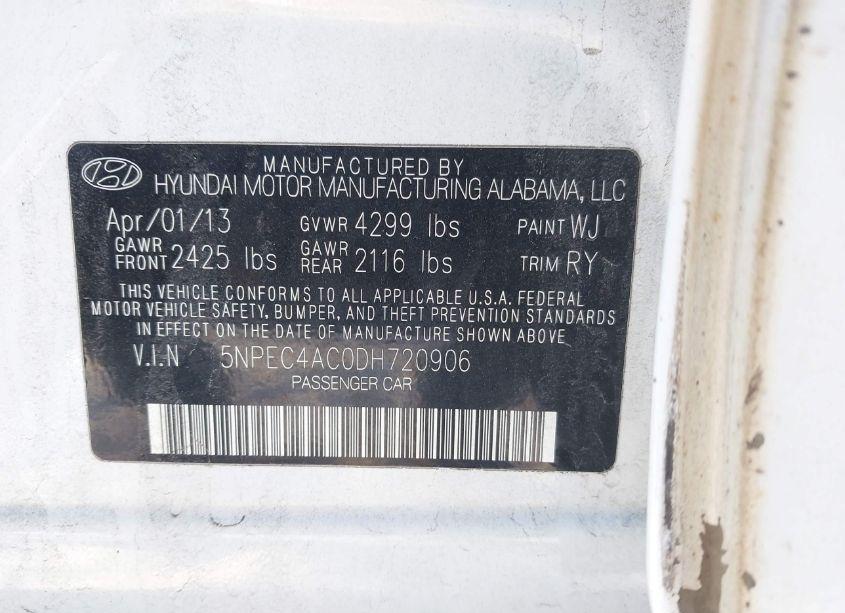 MANUFACTURED BY
HYUNDAI MOTOR MANUFACTURING ALABAMA, LLC
Apr/01/13 GVWR 4299 lbs PAINT WJ
GAWR FRONT 2425 lbs GAWR REAR 2116 lbs TRIM RY
THIS VEHICLE CONFORMS TO ALL APPLICABLE U.S.A. FEDERAL
MOTOR VEHICLE SAFETY, BUMPER, AND THEFT PREVENTION STANDARDS
IN EFFECT ON THE DATE OF MANUFACTURE SHOWN ABOVE
V.I.N 5NPEC4AC0DH720906
PASSENGER CAR